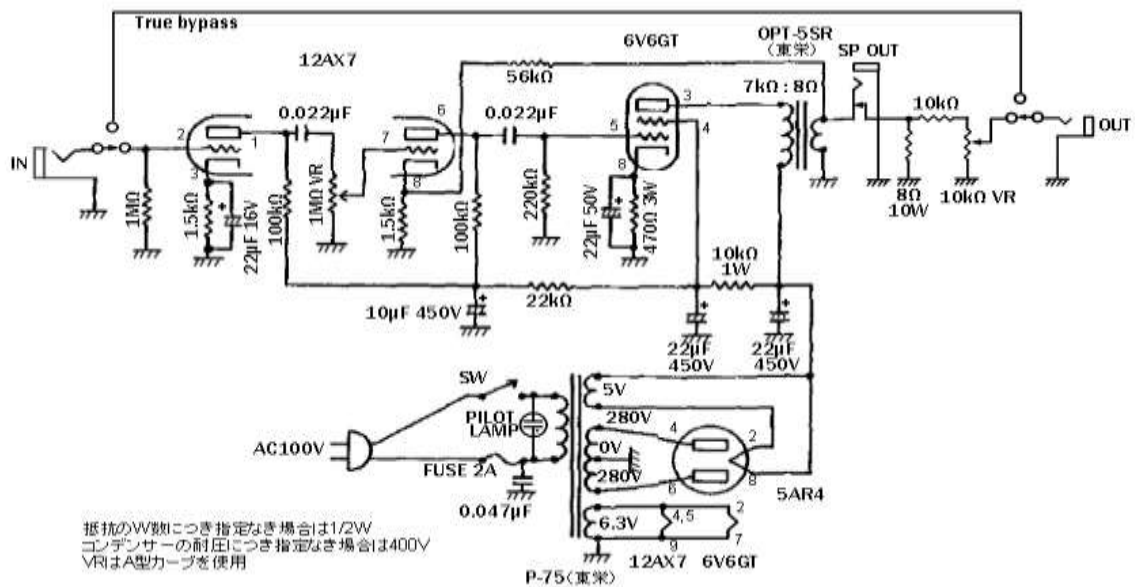 True bypass
12AX7
6V6GT
OPT-5SR
(東栄)
SP OUT
56kΩ
7kΩ : 8Ω
0.022µF
0.022µF
10kΩ
OUT
IN
2
1
3
7
6
8
5
3
4
8
1MΩ
1.5kΩ
22µF 16V
100kΩ
1MΩ VR
1.5kΩ
100kΩ
220kΩ
22µF 50V
470Ω 3W
8Ω
10W
10kΩ VR
10kΩ
1W
22kΩ
10µF 450V
22µF
450V
22µF
450V
SW
PILOT
LAMP
AC100V
FUSE 2A
0.047µF
5V
280V
0V
280V
6.3V
4
2
6
8
5AR4
4,5
9
2
7
12AX7
6V6GT
P-75(東栄)
抵抗のW数につき指定なき場合は1/2W
コンデンサーの耐圧につき指定なき場合は400V
VRはA型カーブを使用